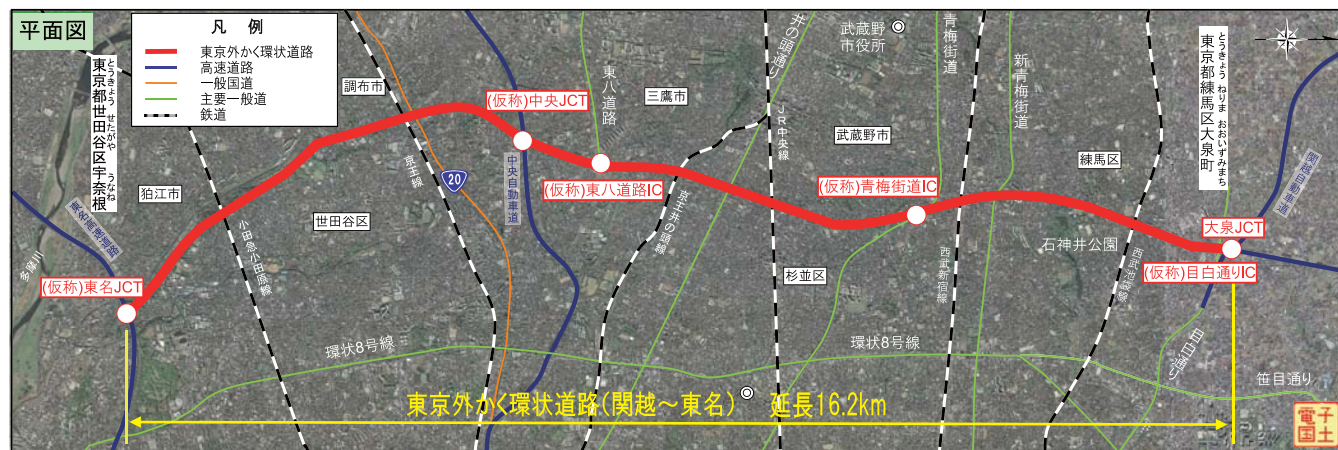 平面図
凡 例
東京外かく環状道路
高速道路
一般国道
主要一般道
鉄道
東京都世田谷区宇奈根
とうきょう せたがや うなね
狛江市
東名高速道路
多摩川
(仮称)東名JCT
小田急小田原線
世田谷区
調布市
京王線
20
(仮称)中央JCT
中央自動車道
東八道路
(仮称)東八道路IC
三鷹市
井の頭通り
JR中央線
京王井の頭線
武蔵野
市役所
武蔵野市
青梅街道
新青梅街道
(仮称)青梅街道IC
杉並区
西武新宿線
練馬区
石神井公園
西武池袋線
東京都練馬区大泉町
とうきょう ねりま おおいずみまち
関越自動車道
大泉JCT
(仮称)目白通りIC
目白通り
笹目通り
環状8号線
環状8号線
東京外かく環状道路(関越～東名) 延長16.2km
電子
国土